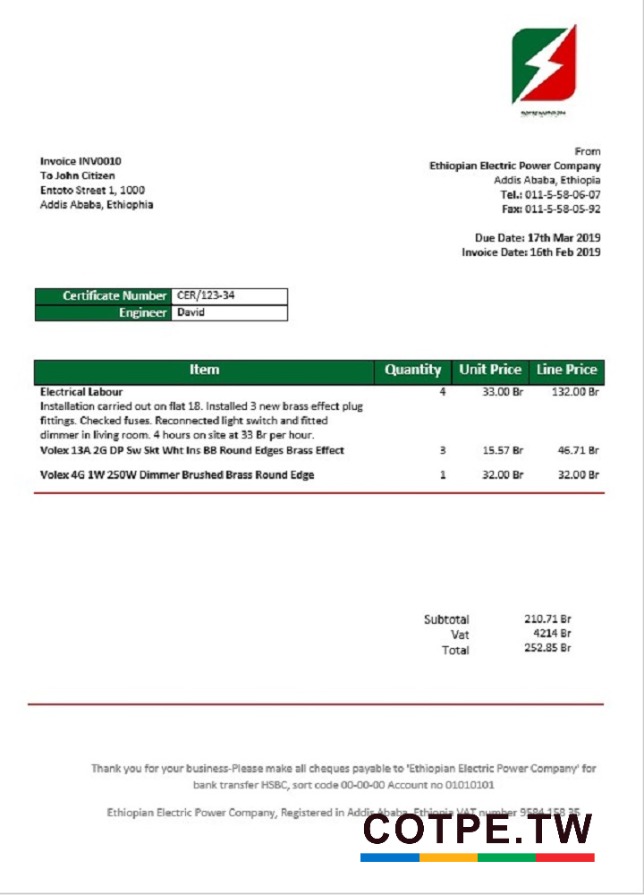 Invoice INV0010
To John Citizen
Entoto Street 1, 1000
Addis Ababa, Ethiophia
From
Ethiopian Electric Power Company
Addis Ababa, Ethiopia
Tel.: 011-5-58-06-07
Fax: 011-5-58-05-92
Due Date: 17th Mar 2019
Invoice Date: 16th Feb 2019
Certificate Number CER/123-34
Engineer David
Item Quantity Unit Price Line Price
Electrical Labour 4 33.00 Br 132.00 Br
Installation carried out on flat 18. Installed 3 new brass effect plug
fittings. Checked fuses. Reconnected light switch and fitted
dimmer in living room. 4 hours on site at 33 Br per hour.
Volex 13A 2G DP Sw Skt Wht Ins BB Round Edges Brass Effect 3 15.57 Br 46.71 Br
Volex 4G 1W 250W Dimmer Brushed Brass Round Edge 1 32.00 Br 32.00 Br
Subtotal 210.71 Br
Vat 4214 Br
Total 252.85 Br
Thank you for your business-Please make all cheques payable to 'Ethiopian Electric Power Company' for
bank transfer HSBC, sort code 00-00-00 Account no 01010101
Ethiopian Electric Power Company, Registered in Addis Ababa, Ethiopia VAT number 9584 158 35
COTPE.TW